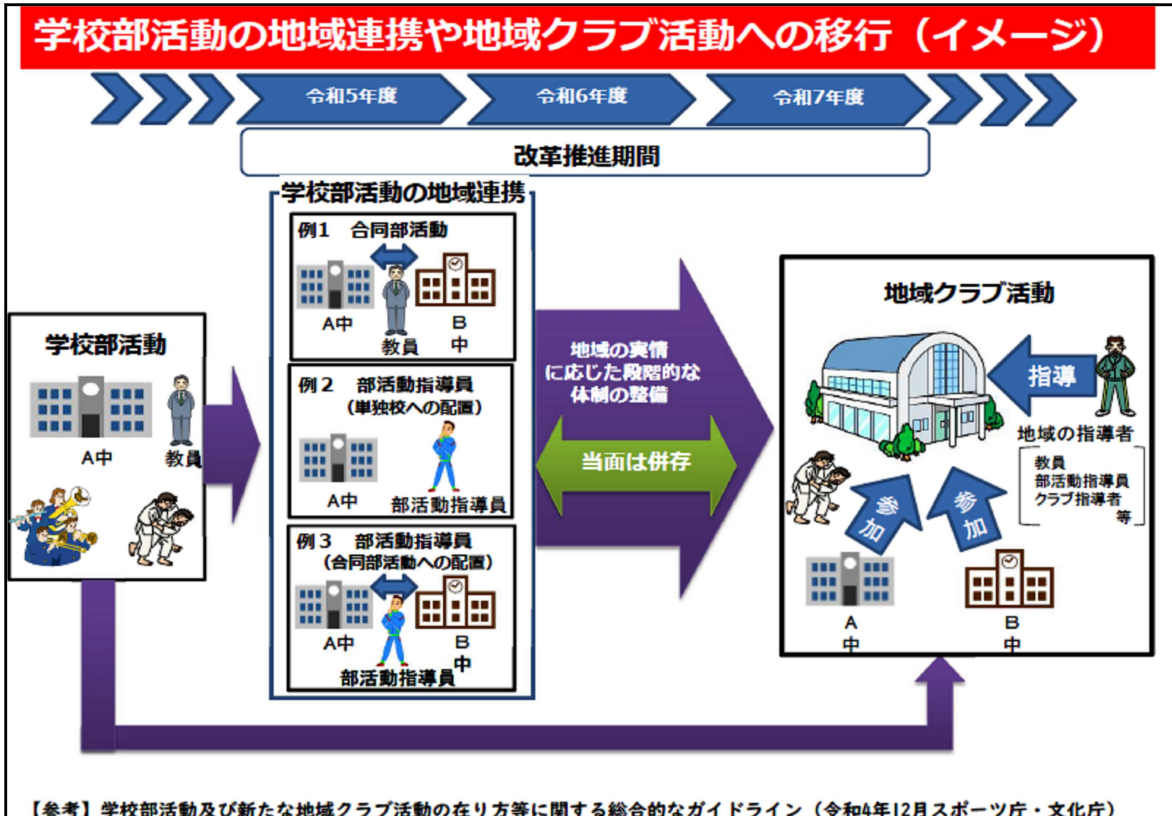 学校部活動の地域連携や地域クラブ活動への移行（イメージ）
令和5年度
令和6年度
令和7年度
改革推進期間
学校部活動
A中
教員
学校部活動の地域連携
例1　合同部活動
A中
教員
B
中
例２　部活動指導員
（単独校への配置）
A中
部活動指導員
例３　部活動指導員
（合同部活動への配置）
A中
B
中
部活動指導員
地域の実情
に応じた段階的な
体制の整備
当面は併存
地域クラブ活動
指導
地域の指導者
教員
部活動指導員
クラブ指導者
等
参加
参加
A
中
B
中
【参考】学校部活動及び新たな地域クラブ活動の在り方等に関する総合的なガイドライン（令和4年12月スポーツ庁・文化庁）